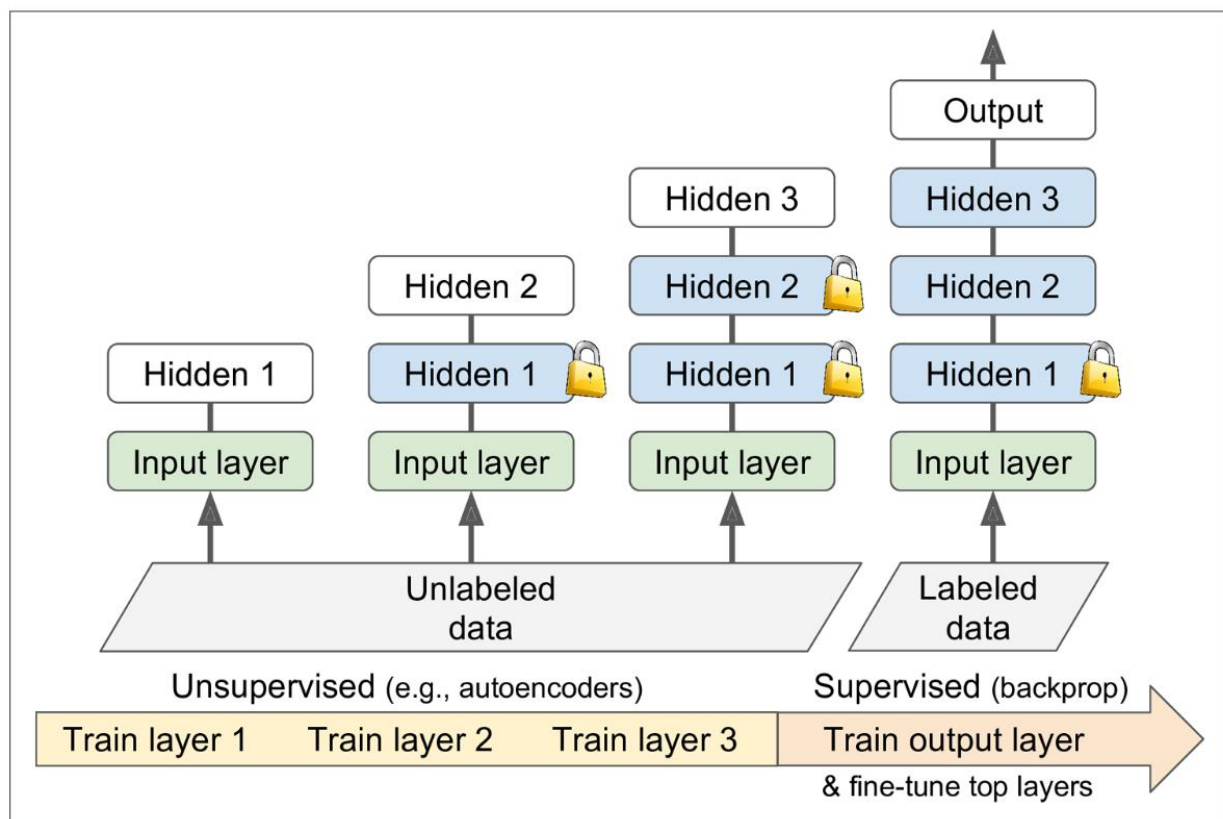 Output
Hidden 3
Hidden 3
Hidden 2
Hidden 2
Hidden 2
Hidden 1
Hidden 1
Hidden 1
Hidden 1
Input layer
Input layer
Input layer
Input layer
Unlabeled
data
Labeled
data
Unsupervised (e.g., autoencoders)
Supervised (backprop)
Train layer 1
Train layer 2
Train layer 3
Train output layer
& fine-tune top layers